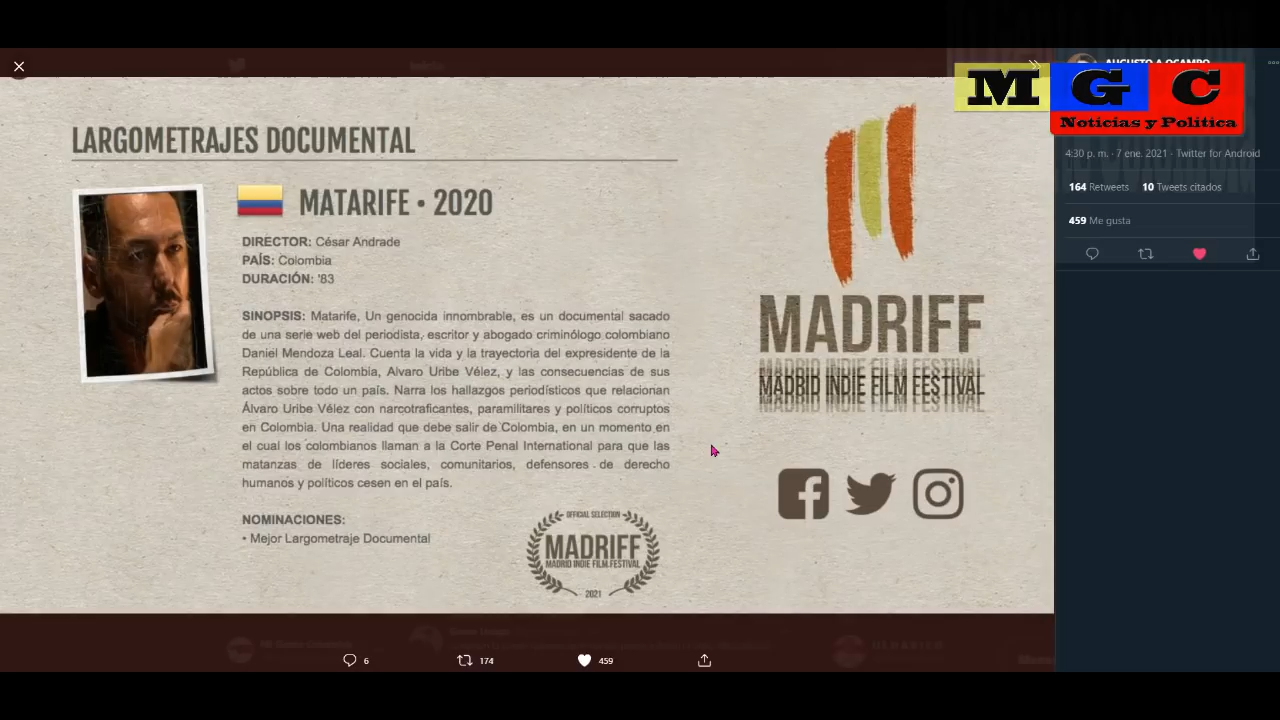 AUGUSTO A OCAMPO
M G C
Noticias y Politica
LARGOMETRAJES DOCUMENTAL
MATARIFE • 2020
DIRECTOR: César Andrade
PAÍS: Colombia
DURACIÓN: '83
SINOPSIS: Matarife, Un genocida innombrable, es un documental sacado
de una serie web del periodista, escritor y abogado criminólogo colombiano
Daniel Mendoza Leal. Cuenta la vida y la trayectoria del expresidente de la
República de Colombia, Alvaro Uribe Vélez, y las consecuencias de sus
actos sobre todo un país. Narra los hallazgos periodísticos que relacionan
Álvaro Uribe Vélez con narcotraficantes, paramilitares y políticos corruptos
en Colombia. Una realidad que debe salir de Colombia, en un momento en
el cual los colombianos llaman a la Corte Penal International para que las
matanzas de líderes sociales, comunitarios, defensores de derecho
humanos y políticos cesen en el país.
NOMINACIONES:
• Mejor Largometraje Documental
OFFICIAL SELECTION
MADRIFF
MADRID INDIE FILM FESTIVAL
2021
MADRIFF
MADRID INDIE FILM FESTIVAL
4:30 p. m. · 7 ene. 2021 · Twitter for Android
164 Retweets 10 Tweets citados
459 Me gusta
6 174 459